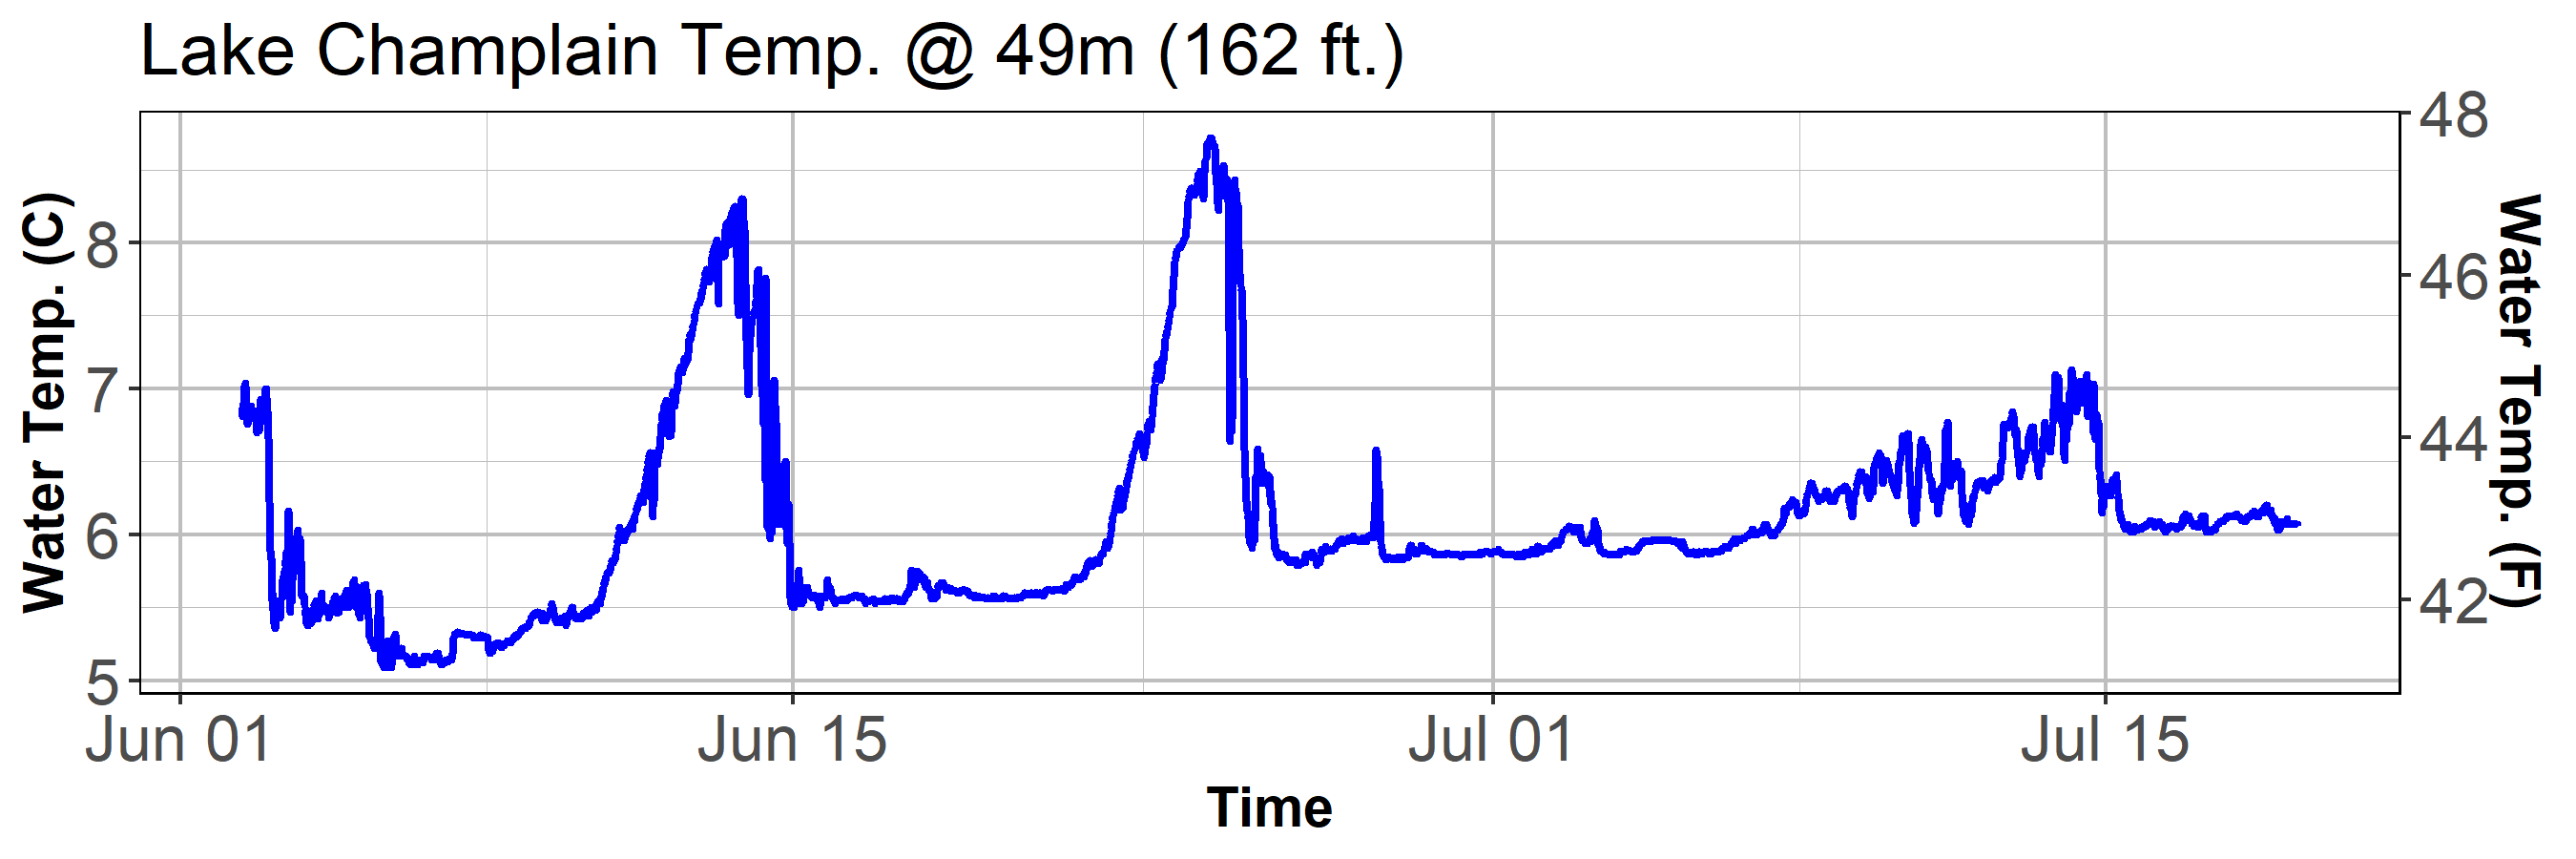 Lake Champlain Temp. @ 49m (162 ft.)
Water Temp. (C)
8
7
6
5
48
46
44
42
Water Temp. (F)
Jun 01
Jun 15
Jul 01
Jul 15
Time